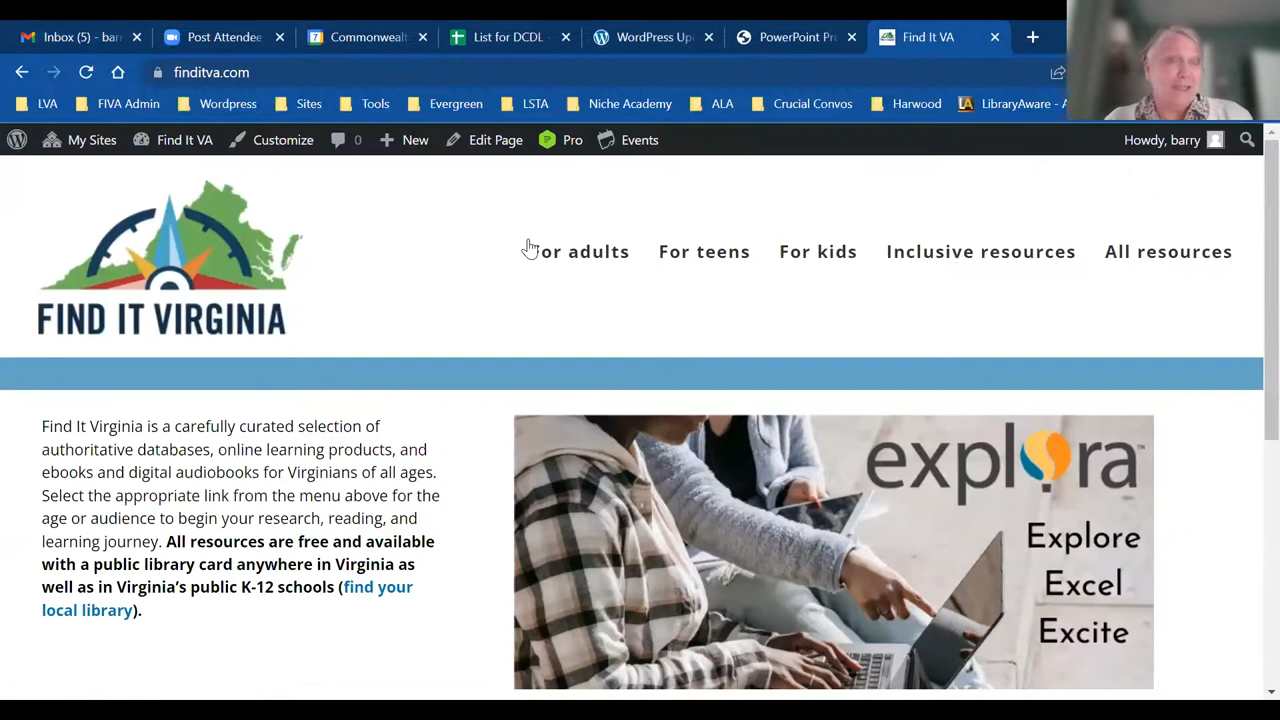 Inbox (5) - barr
Post Attendee
Commonwealt
List for DCDL -
WordPress Up
PowerPoint Pr
Find It VA
finditva.com
LVA
FIVA Admin
Wordpress
Sites
Tools
Evergreen
LSTA
Niche Academy
ALA
Crucial Convos
Harwood
LibraryAware - A
My Sites
Find It VA
Customize
0
New
Edit Page
Pro
Events
Howdy, barry
FIND IT VIRGINIA
For adults
For teens
For kids
Inclusive resources
All resources
Find It Virginia is a carefully curated selection of
authoritative databases, online learning products, and
ebooks and digital audiobooks for Virginians of all ages.
Select the appropriate link from the menu above for the
age or audience to begin your research, reading, and
learning journey. All resources are free and available
with a public library card anywhere in Virginia as
well as in Virginia’s public K-12 schools (find your
local library).
explora
Explore
Excel
Excite